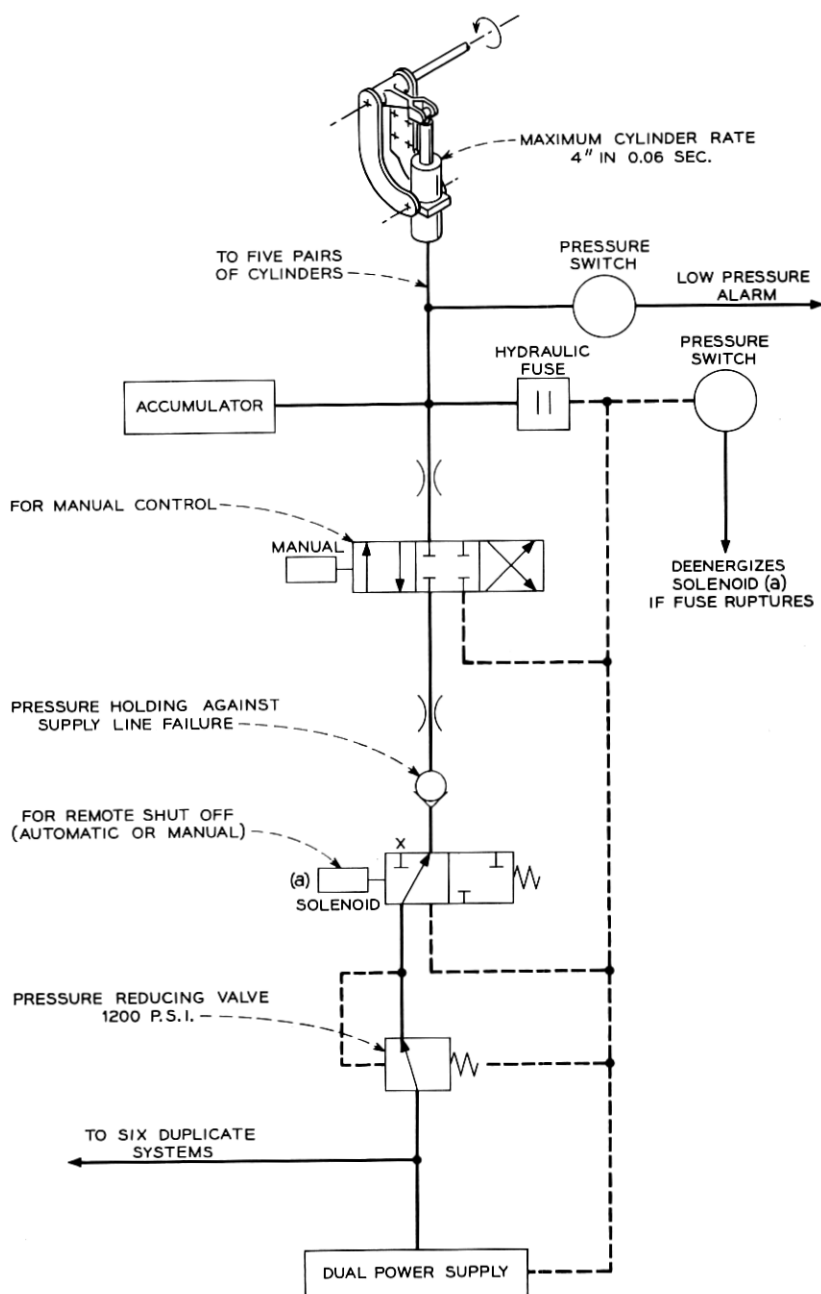 MAXIMUM CYLINDER RATE
4" IN 0.06 SEC.
TO FIVE PAIRS
OF CYLINDERS
PRESSURE
SWITCH
LOW PRESSURE
ALARM
HYDRAULIC
FUSE
PRESSURE
SWITCH
ACCUMULATOR
FOR MANUAL CONTROL
MANUAL
DEENERGIZES
SOLENOID (a)
IF FUSE RUPTURES
PRESSURE HOLDING AGAINST
SUPPLY LINE FAILURE
FOR REMOTE SHUT OFF
(AUTOMATIC OR MANUAL)
X
(a)
SOLENOID
PRESSURE REDUCING VALVE
1200 P.S.I.
TO SIX DUPLICATE
SYSTEMS
DUAL POWER SUPPLY